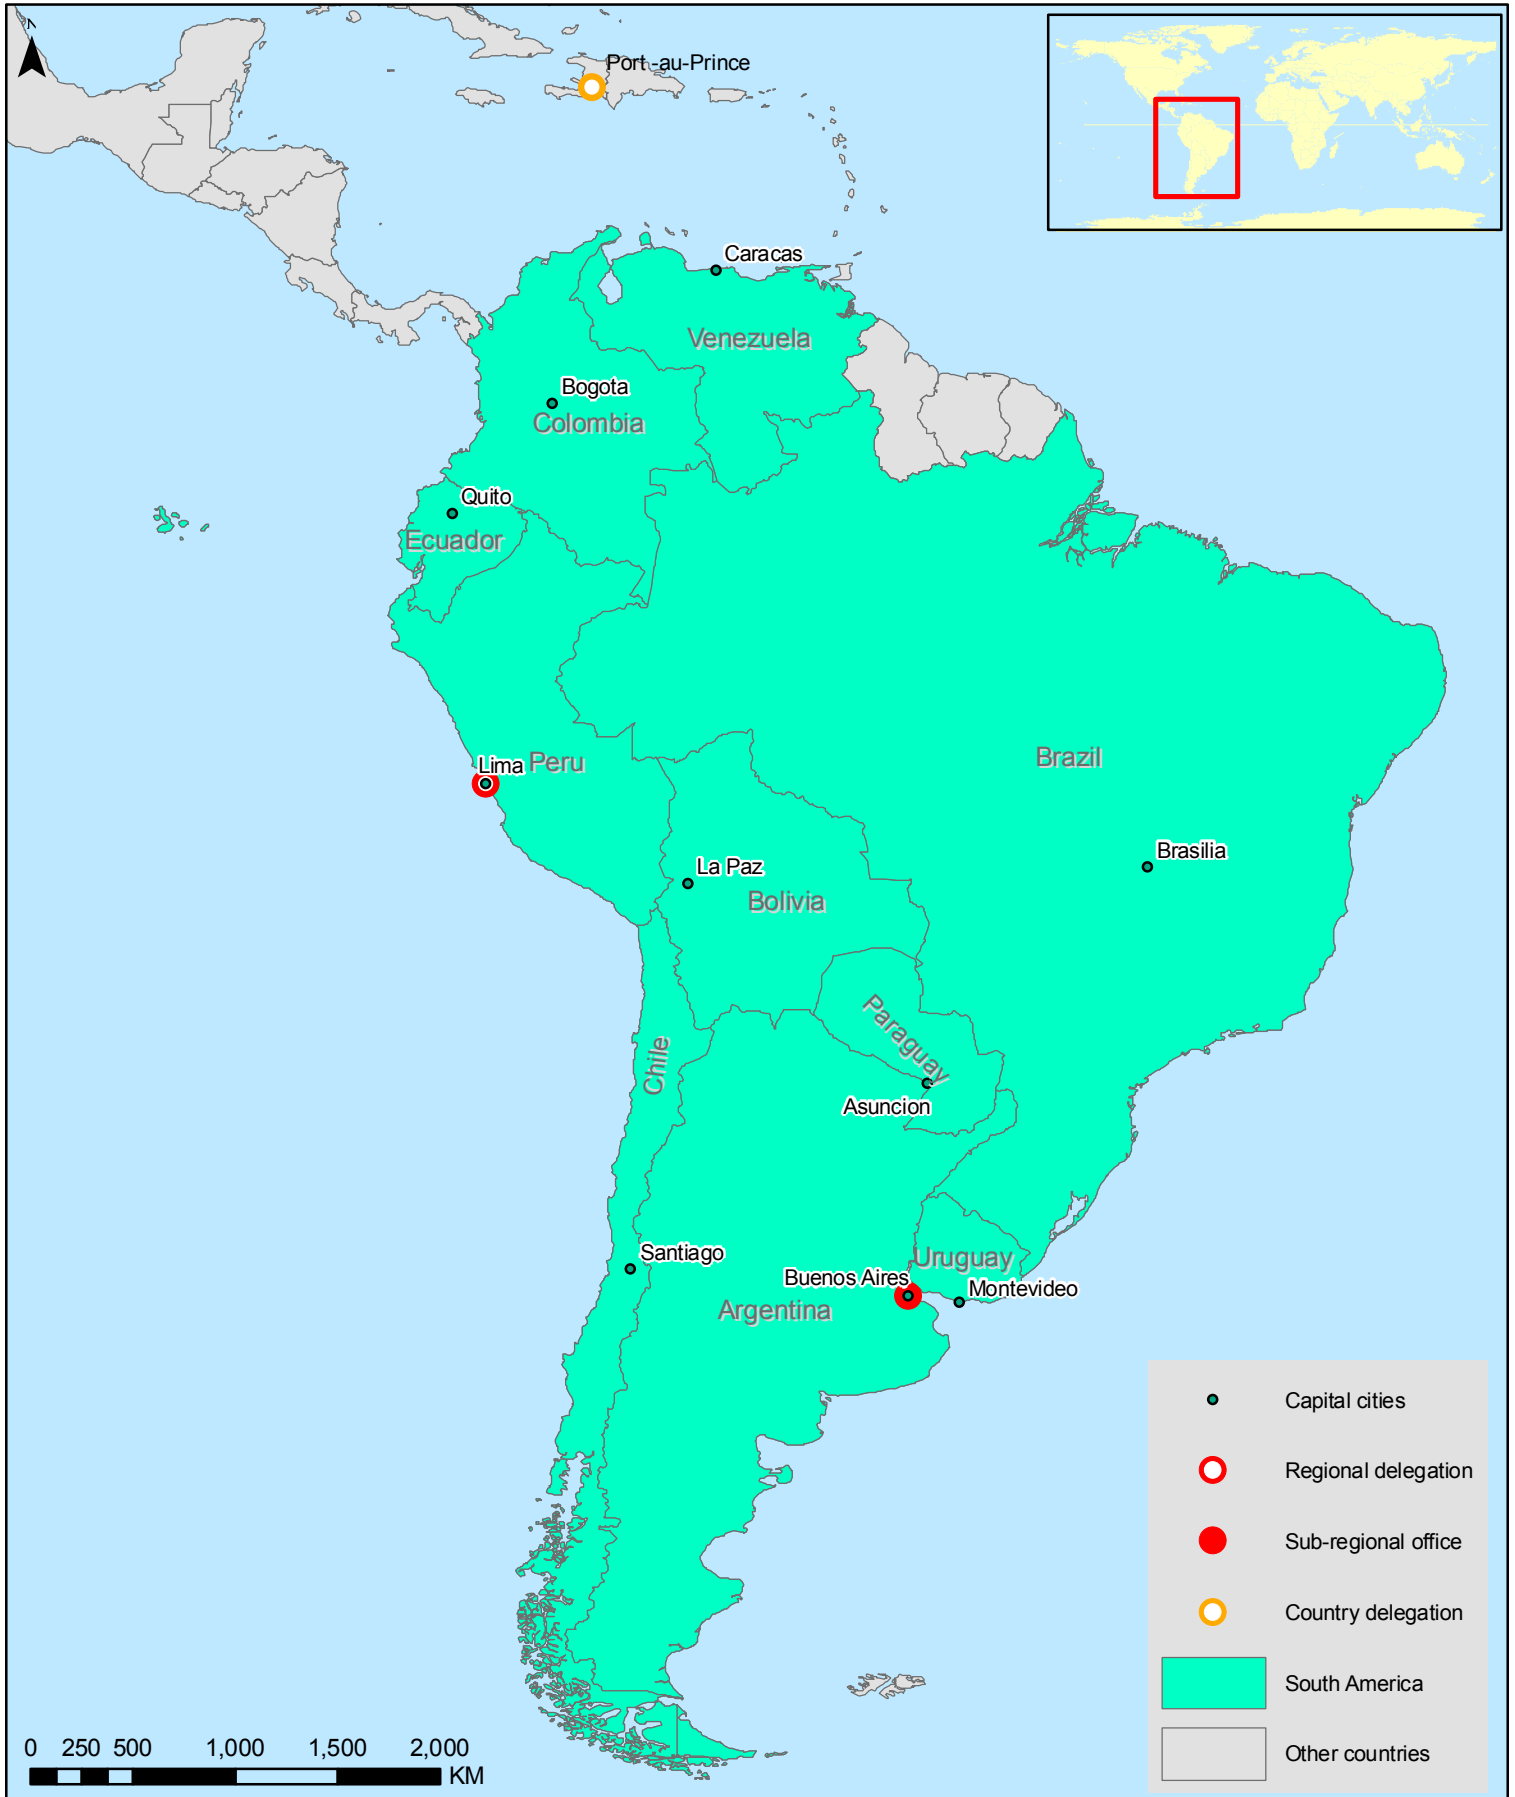 N
Port -au-Prince
Caracas
Venezuela
Bogota
Colombia
Quito
Ecuador
Lima
Peru
Brazil
Brasilia
La Paz
Bolivia
Paraguay
Chile
Asuncion
Santiago
Uruguay
Buenos Aires
Montevideo
Argentina
Capital cities
Regional delegation
Sub-regional office
Country delegation
South America
Other countries
0 250 500 1,000 1,500 2,000
KM